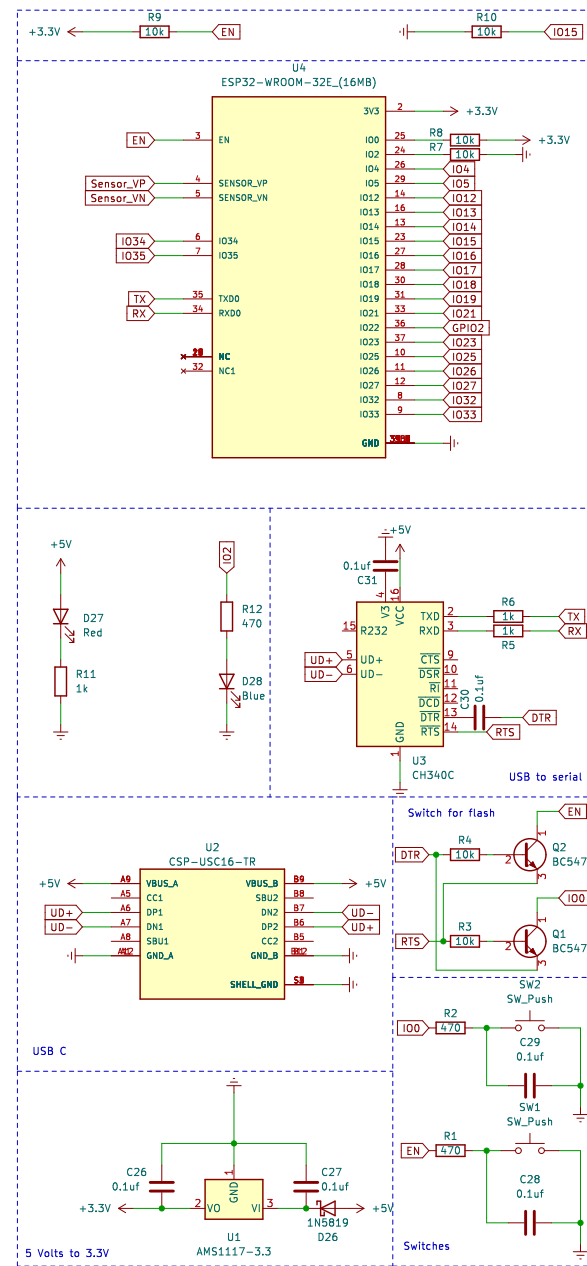 R9
+3.3V 10k EN
R10
10k IO15
U4
ESP32-WROOM-32E_(16MB)
3V3 2 +3.3V
EN 3 EN
IO0 25 R8 10k +3.3V
IO2 24 R7 10k
IO4 26 IO4
Sensor_VP 4 SENSOR_VP
IO5 29 IO5
Sensor_VN 5 SENSOR_VN
IO12 14 IO12
IO13 16 IO13
IO14 13 IO14
IO34 6 IO34
IO15 23 IO15
IO35 7 IO35
IO16 27 IO16
IO17 28 IO17
IO18 30 IO18
TX 35 TXD0
IO19 31 IO19
RX 34 RXD0
IO21 33 IO21
IO22 36 GPIO2
IO23 37 IO23
NC
IO25 10 IO25
32 NC1
IO26 11 IO26
IO27 12 IO27
IO32 8 IO32
IO33 9 IO33
GND
+5V
D27
Red
R11
1k
IO2
R12
470
D28
Blue
+5V
0.1uf
C31
4 16
V3 VCC
15 R232
TXD 2 R6 1k TX
RXD 3 1k RX
R5
UD+ 5 UD+
UD- 6 UD-
CTS 9
DSR 10
RI 11
DCD 12
DTR 13 C30 0.1uf DTR
RTS 14 RTS
GND
1
U3
CH340C
USB to serial
U2
CSP-USC16-TR
+5V A9 VBUS_A VBUS_B B9 +5V
A5 CC1 SBU2 B8
UD+ A6 DP1 DN2 B7 UD-
UD- A7 DN1 DP2 B6 UD+
A8 SBU1 CC2 B5
GND_A GND_B
SHELL_GND
USB C
Switch for flash
EN
1
DTR R4 10k 2 Q2
BC547
3
IO0
1
RTS R3 10k 2 Q1
BC547
3
SW2
SW_Push
IO0 R2 470
C29
0.1uf
SW1
SW_Push
EN R1 470
C28
0.1uf
Switches
C26
0.1uf
C27
0.1uf
1
GND
+3.3V 2 VO VI 3 +5V
1N5819
D26
U1
AMS1117-3.3
5 Volts to 3.3V